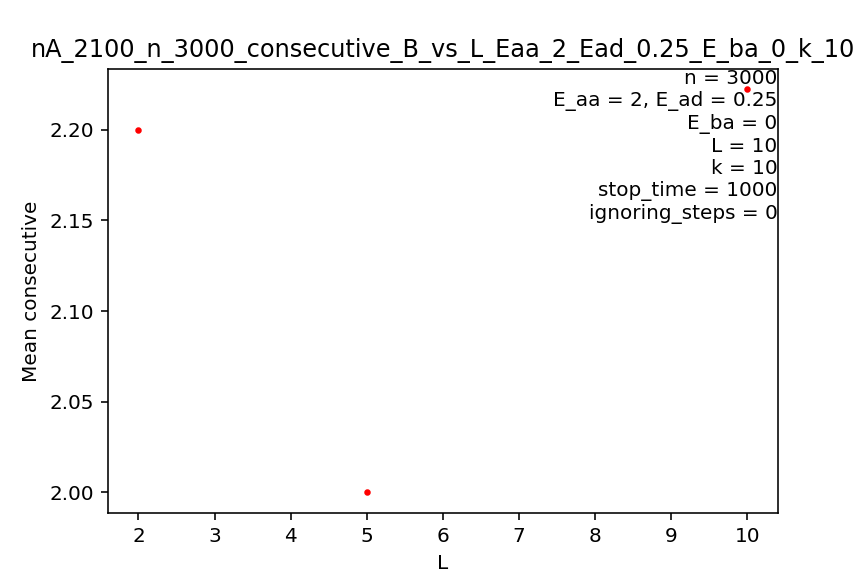 nA_2100_n_3000_consecutive_B_vs_L_Eaa_2_Ead_0.25_E_ba_0_k_10
n = 3000
E_aa = 2, E_ad = 0.25
E_ba = 0
L = 10
k = 10
stop_time = 1000
ignoring_steps = 0
Mean consecutive
2.20
2.15
2.10
2.05
2.00
2 3 4 5 6 7 8 9 10
L